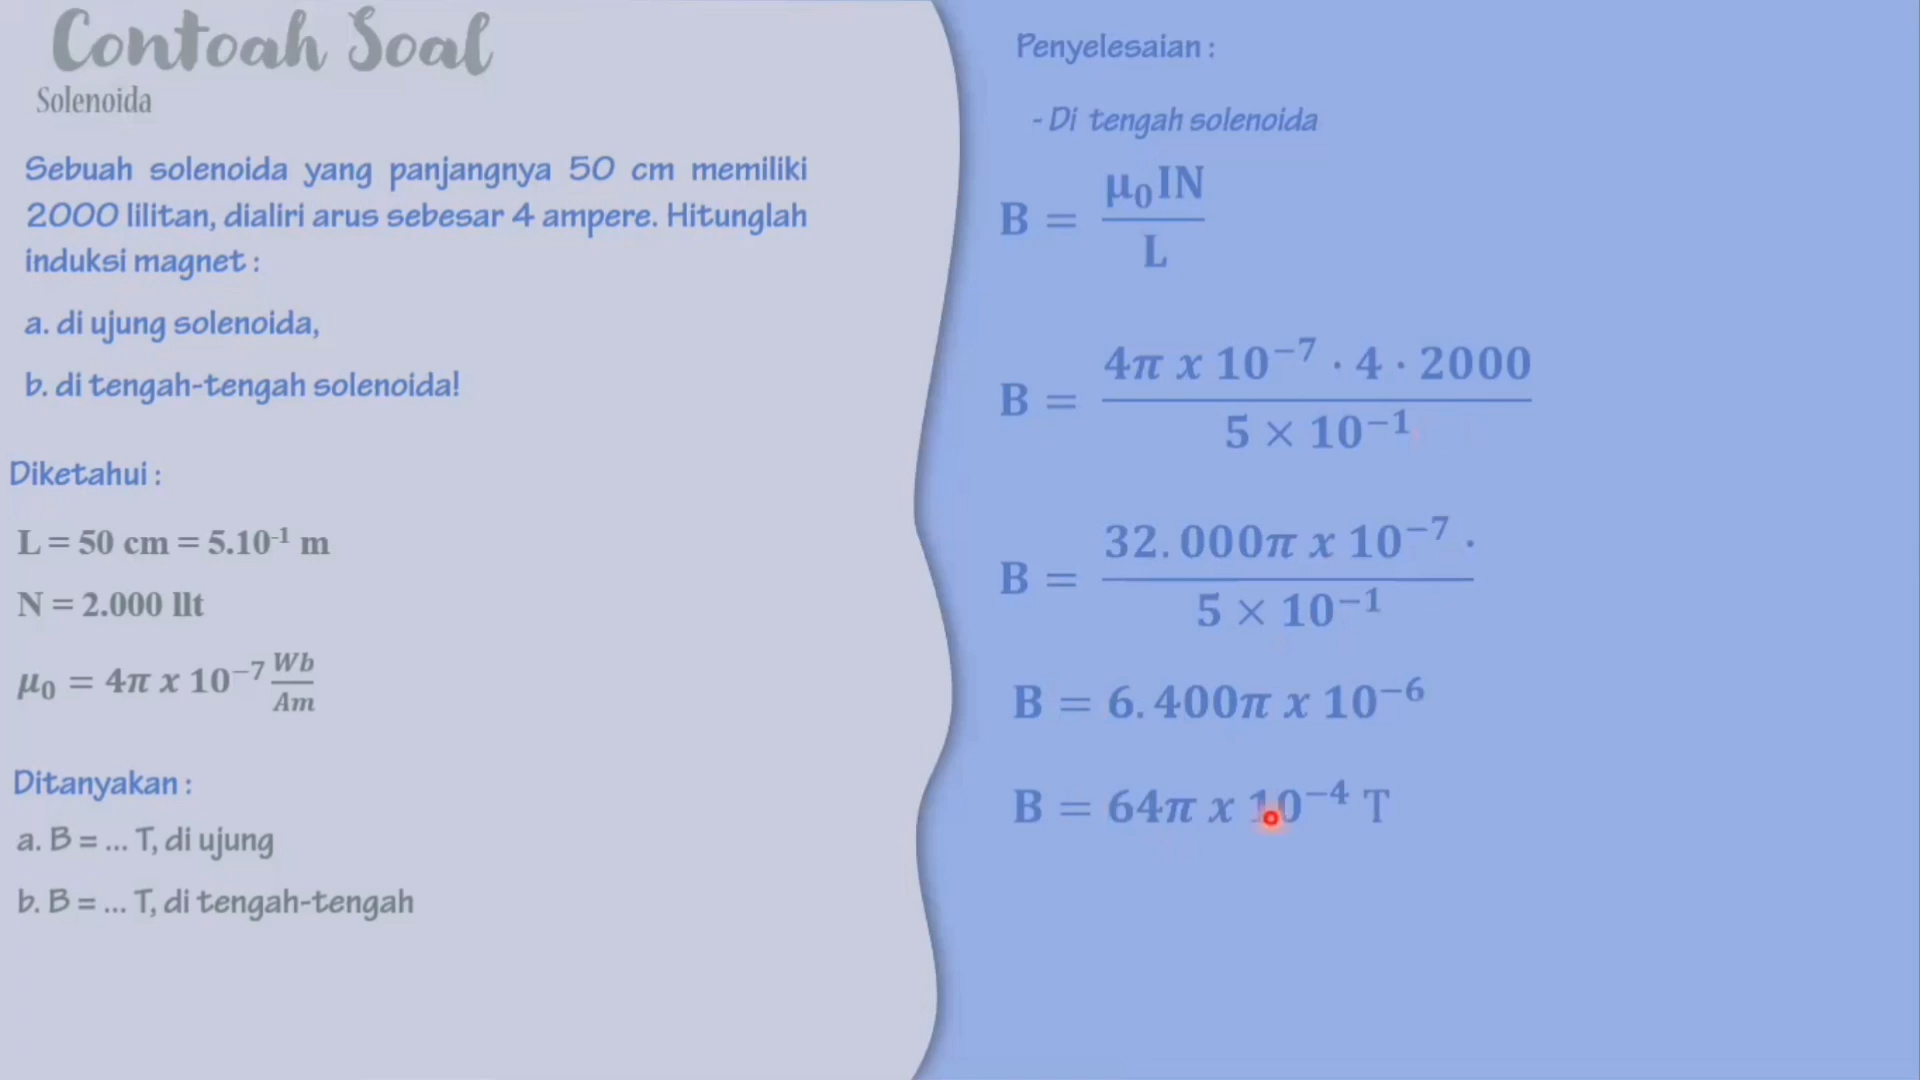 Contoah Soal
Solenoida
Sebuah solenoida yang panjangnya 50 cm memiliki
2000 lilitan, dialiri arus sebesar 4 ampere. Hitunglah
induksi magnet :
a. di ujung solenoida,
b. di tengah-tengah solenoida!
Diketahui :
L = 50 cm = 5.10⁻¹ m
N = 2.000 llt
μ₀ = 4π x 10⁻⁷ Wb/Am
Ditanyakan :
a. B = ... T, di ujung
b. B = ... T, di tengah-tengah
Penyelesaian :
- Di tengah solenoida
B = μ₀IN / L
B = 4π x 10⁻⁷ · 4 · 2000 / 5 × 10⁻¹
B = 32.000π x 10⁻⁷ · / 5 × 10⁻¹
B = 6.400π x 10⁻⁶
B = 64π x 10⁻⁴ T